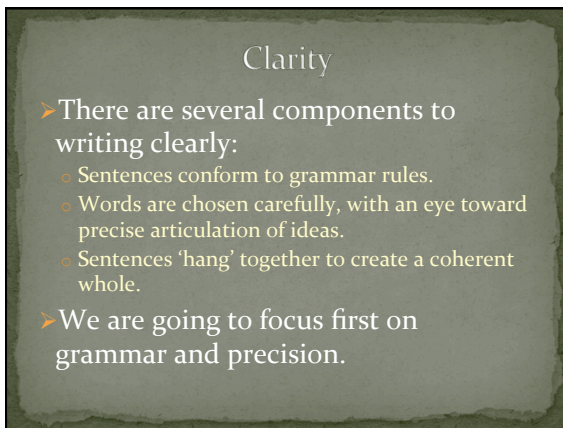 Clarity
➤There are several components to
writing clearly:
o Sentences conform to grammar rules.
o Words are chosen carefully, with an eye toward
precise articulation of ideas.
o Sentences ‘hang’ together to create a coherent
whole.
➤We are going to focus first on
grammar and precision.